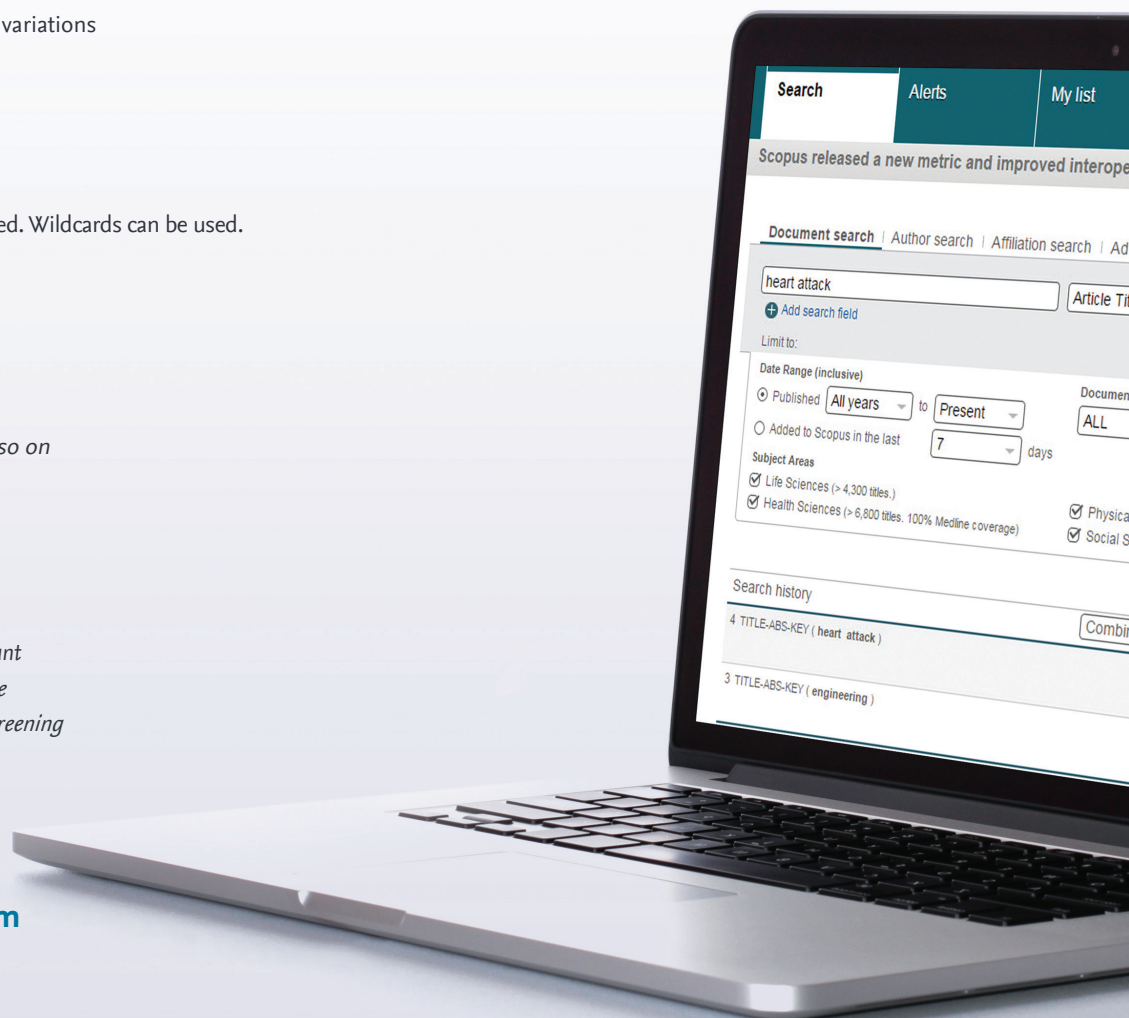 variations
ed. Wildcards can be used.
so on
reening
m
Search
Alerts
My list
Scopus released a new metric and improved interope
Document search | Author search | Affiliation search | Ad
heart attack
Article Tit
Add search field
Limit to:
Date Range (inclusive)
Published All years to Present
Documen
ALL
Added to Scopus in the last 7 days
Subject Areas
Life Sciences (> 4,300 titles.)
Health Sciences (> 6,800 titles. 100% Medline coverage)
Physica
Social S
Search history
Combin
4 TITLE-ABS-KEY ( heart attack )
3 TITLE-ABS-KEY ( engineering )